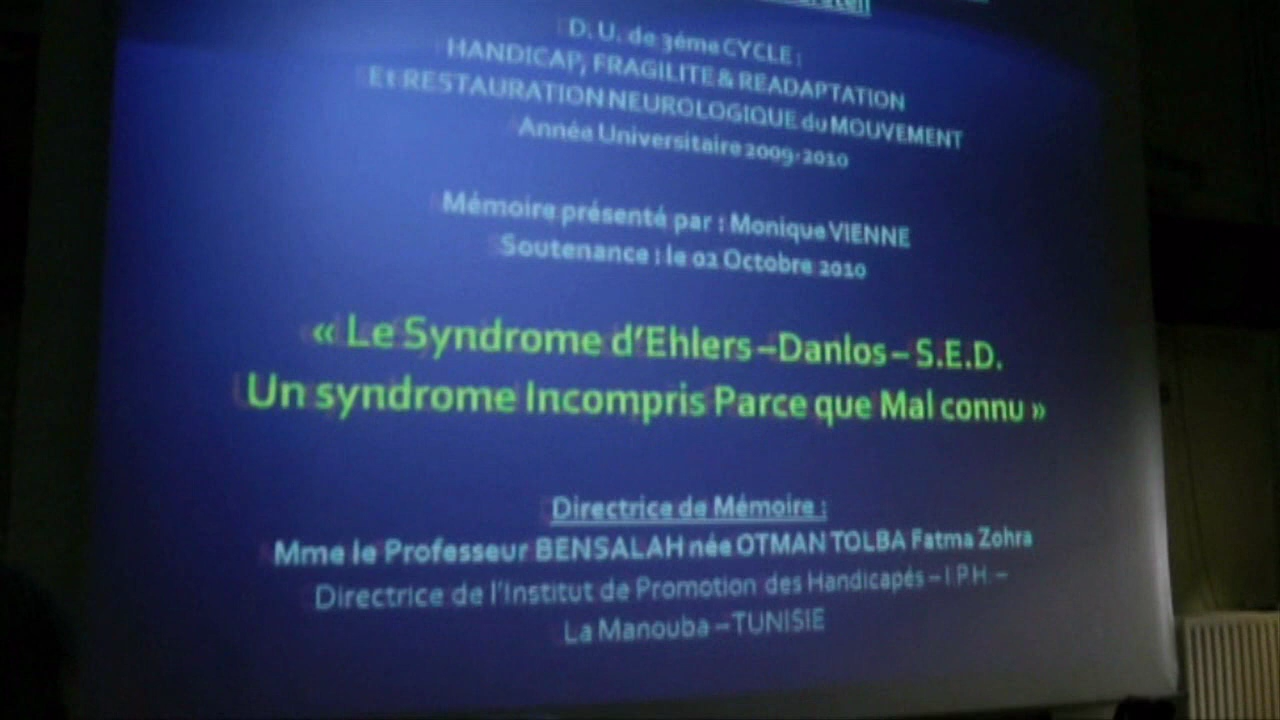 D. U. de 3éme CYCLE :
HANDICAP, FRAGILITE & READAPTATION
Et RESTAURATION NEUROLOGIQUE du MOUVEMENT
Année Universitaire 2009-2010
Mémoire présenté par : Monique VIENNE
Soutenance : le 02 Octobre 2010
« Le Syndrome d'Ehlers –Danlos – S.E.D.
Un syndrome Incompris Parce que Mal connu »
Directrice de Mémoire :
Mme le Professeur BENSALAH née OTMAN TOLBA Fatma Zohra
Directrice de l'Institut de Promotion des Handicapés – I.P.H. –
La Manouba – TUNISIE